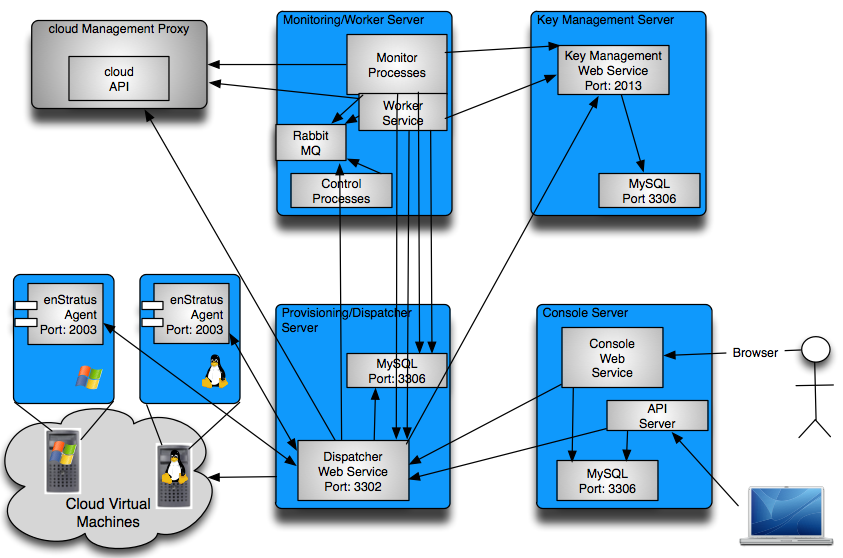 cloud Management Proxy
cloud
API
Monitoring/Worker Server
Monitor
Processes
Worker
Service
Rabbit
MQ
Control
Processes
Key Management Server
Key Management
Web Service
Port: 2013
MySQL
Port 3306
enStratus
Agent
Port: 2003
enStratus
Agent
Port: 2003
Cloud Virtual
Machines
Provisioning/Dispatcher
Server
MySQL
Port: 3306
Dispatcher
Web Service
Port: 3302
Console Server
Console
Web
Service
API
Server
MySQL
Port: 3306
Browser